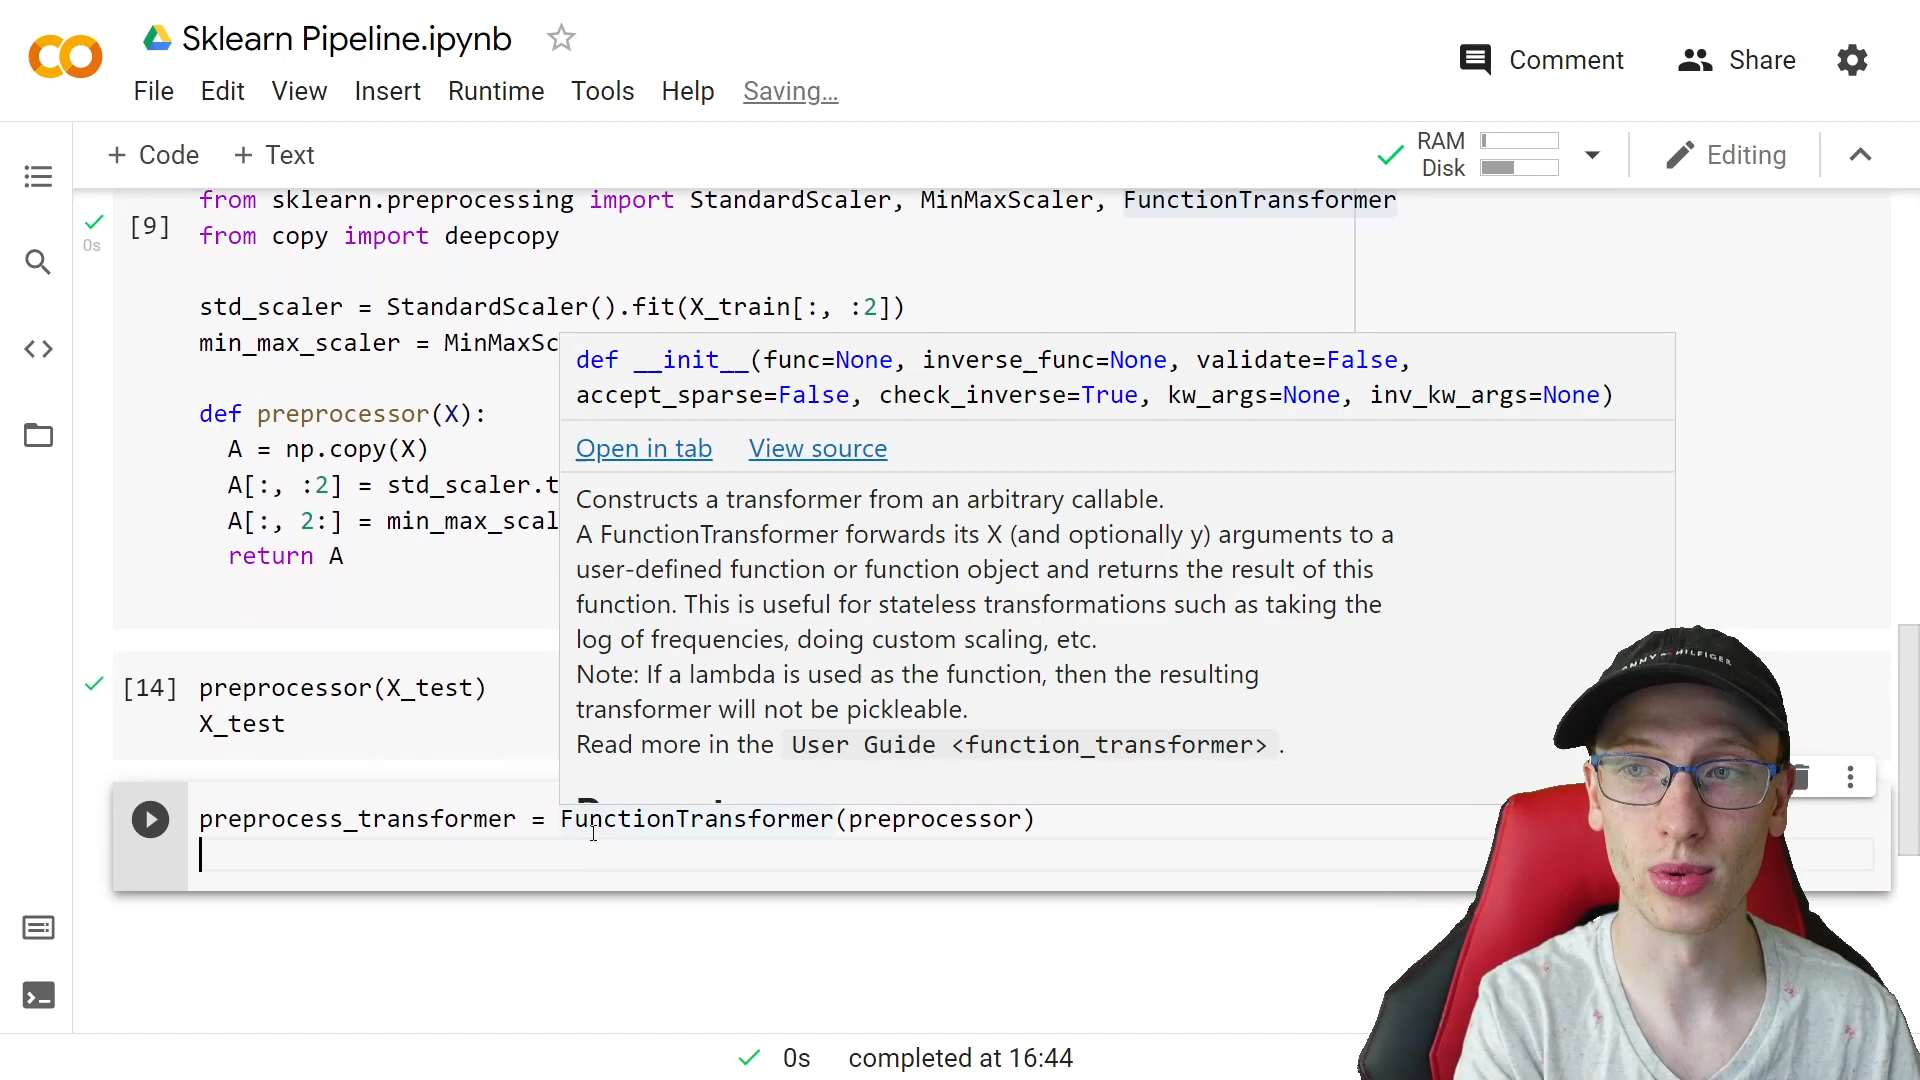 Sklearn Pipeline.ipynb
Comment
Share
File Edit View Insert Runtime Tools Help Saving…
+ Code + Text
RAM
Disk
Editing
[9]
0s
from sklearn.preprocessing import StandardScaler, MinMaxScaler, FunctionTransformer
from copy import deepcopy
std_scaler = StandardScaler().fit(X_train[:, :2])
min_max_scaler = MinMaxSc
def preprocessor(X):
A = np.copy(X)
A[:, :2] = std_scaler.t
A[:, 2:] = min_max_scal
return A
def __init__(func=None, inverse_func=None, validate=False,
accept_sparse=False, check_inverse=True, kw_args=None, inv_kw_args=None)
Open in tab View source
Constructs a transformer from an arbitrary callable.
A FunctionTransformer forwards its X (and optionally y) arguments to a
user-defined function or function object and returns the result of this
function. This is useful for stateless transformations such as taking the
log of frequencies, doing custom scaling, etc.
Note: If a lambda is used as the function, then the resulting
transformer will not be pickleable.
Read more in the User Guide <function_transformer> .
[14] preprocessor(X_test)
X_test
preprocess_transformer = FunctionTransformer(preprocessor)
0s completed at 16:44